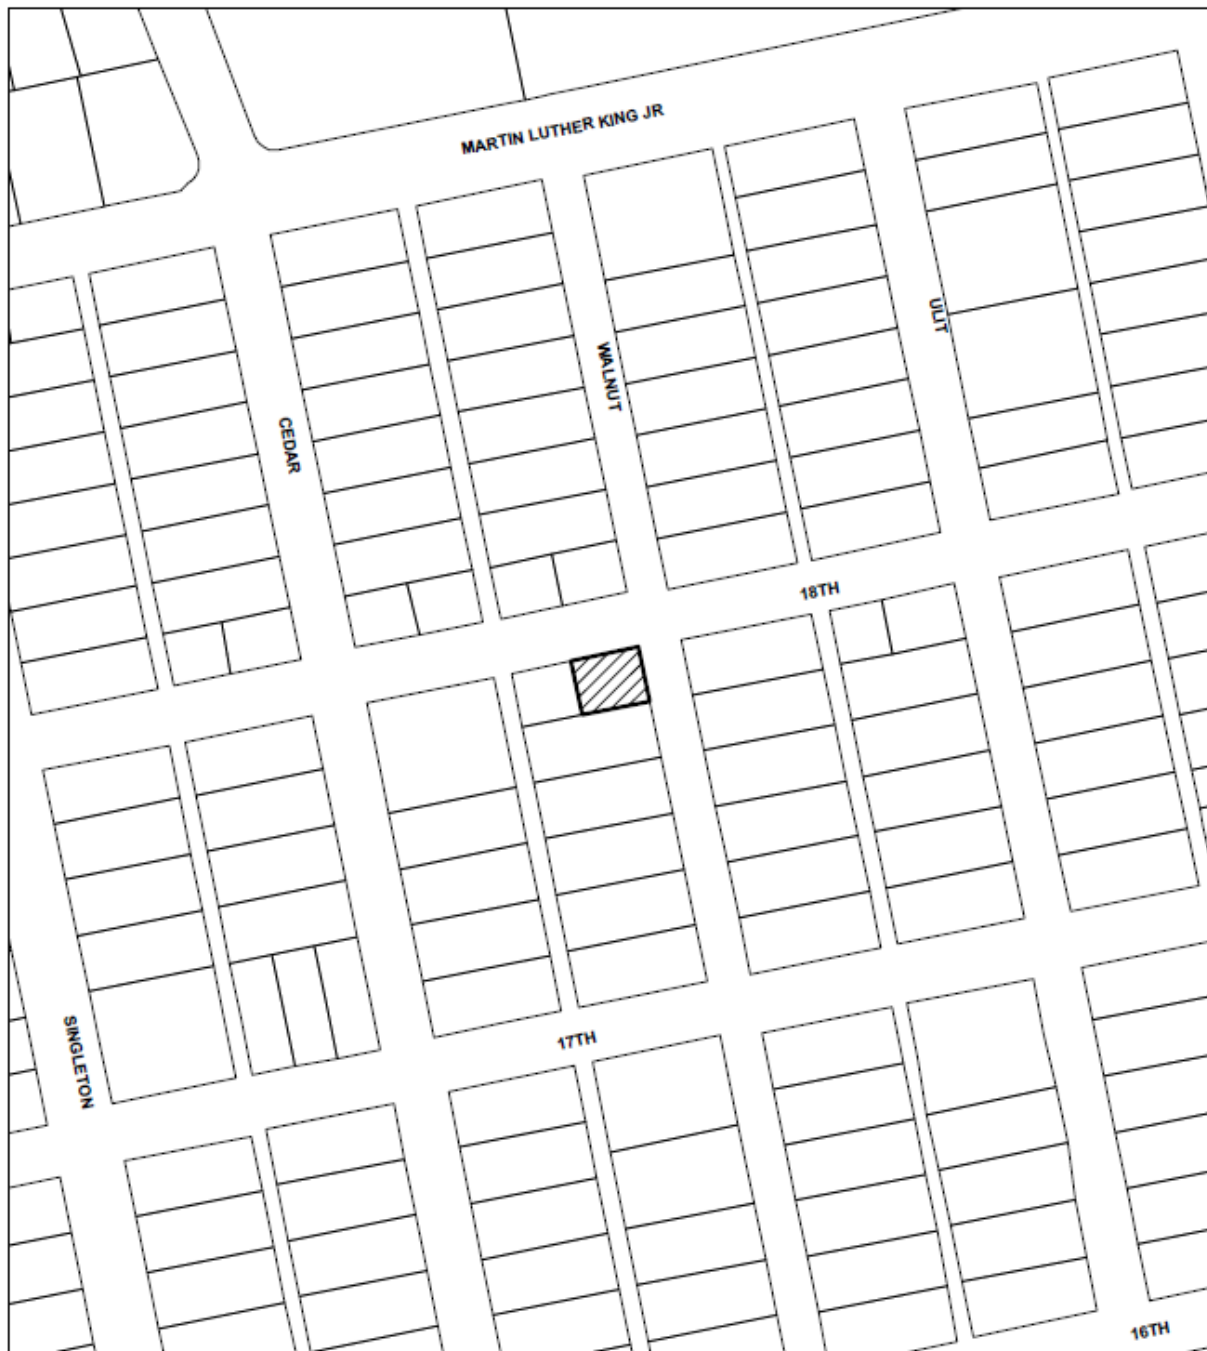 MARTIN LUTHER KING JR
ULIT
WALNUT
CEDAR
18TH
SINGLETON
17TH
16TH